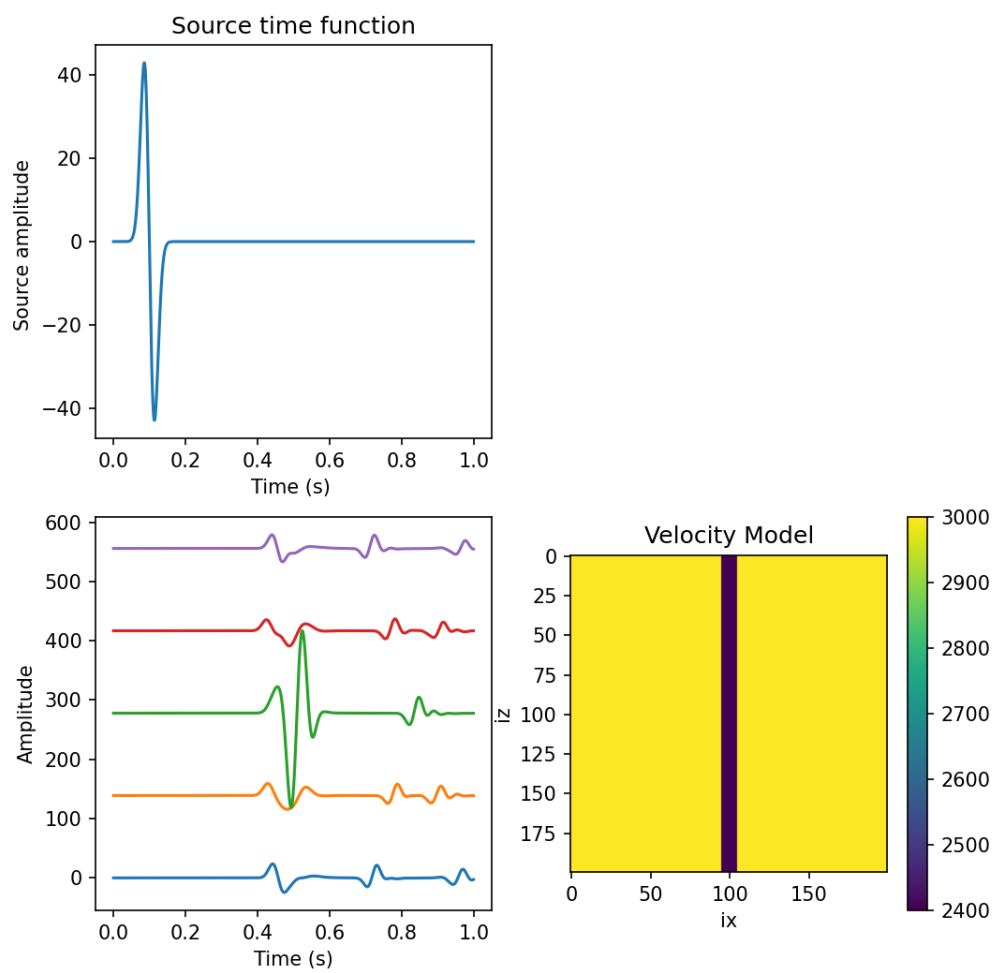 Source time function
Source amplitude
40
20
0
−20
−40
0.0 0.2 0.4 0.6 0.8 1.0
Time (s)
Amplitude
600
500
400
300
200
100
0
0.0 0.2 0.4 0.6 0.8 1.0
Time (s)
Velocity Model
iz
0
25
50
75
100
125
150
175
0 50 100 150
ix
3000
2900
2800
2700
2600
2500
2400